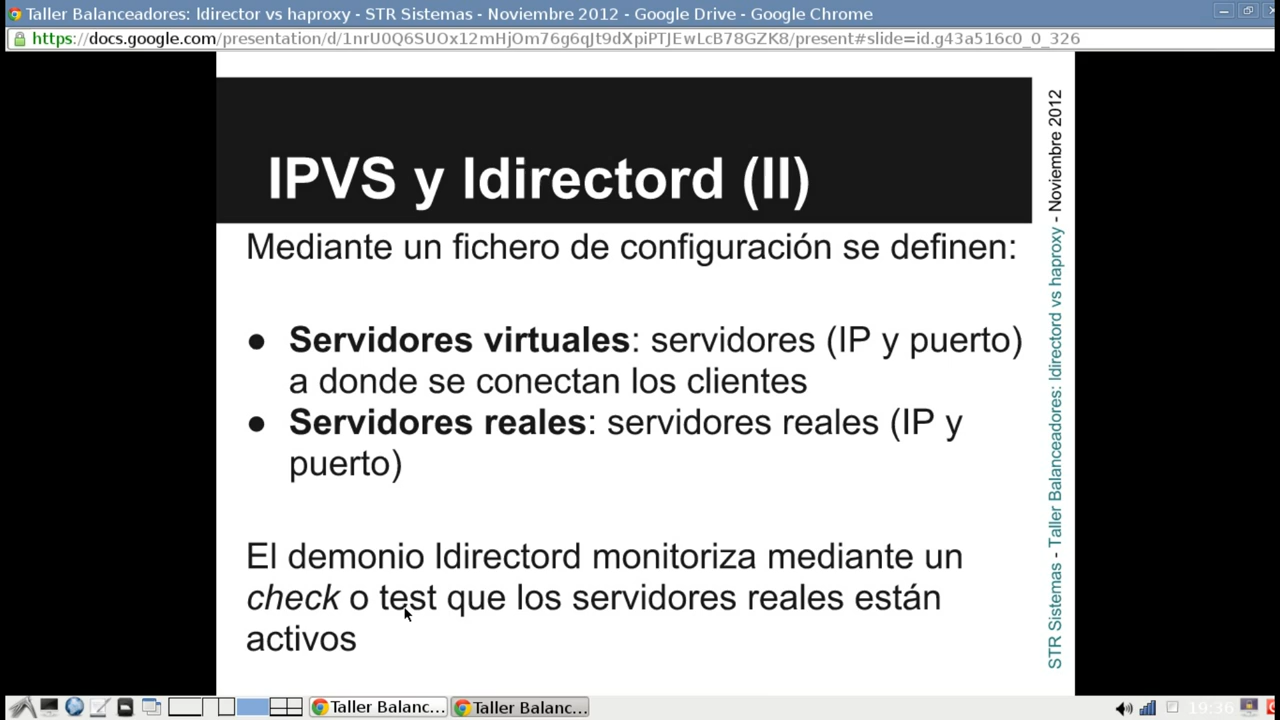 Taller Balanceadores: ldirector vs haproxy - STR Sistemas - Noviembre 2012 - Google Drive - Google Chrome
https://docs.google.com/presentation/d/1nrU0Q6SUOx12mHjOm76g6qJt9dXpiPTJEwLcB78GZK8/present#slide=id.g43a516c0_0_326
IPVS y ldirectord (II)
Mediante un fichero de configuración se definen:
● Servidores virtuales: servidores (IP y puerto)
a donde se conectan los clientes
● Servidores reales: servidores reales (IP y
puerto)
El demonio ldirectord monitoriza mediante un
check o test que los servidores reales están
activos
STR Sistemas - Taller Balanceadores: ldirectord vs haproxy - Noviembre 2012
Taller Balanc...
Taller Balanc...
19:36